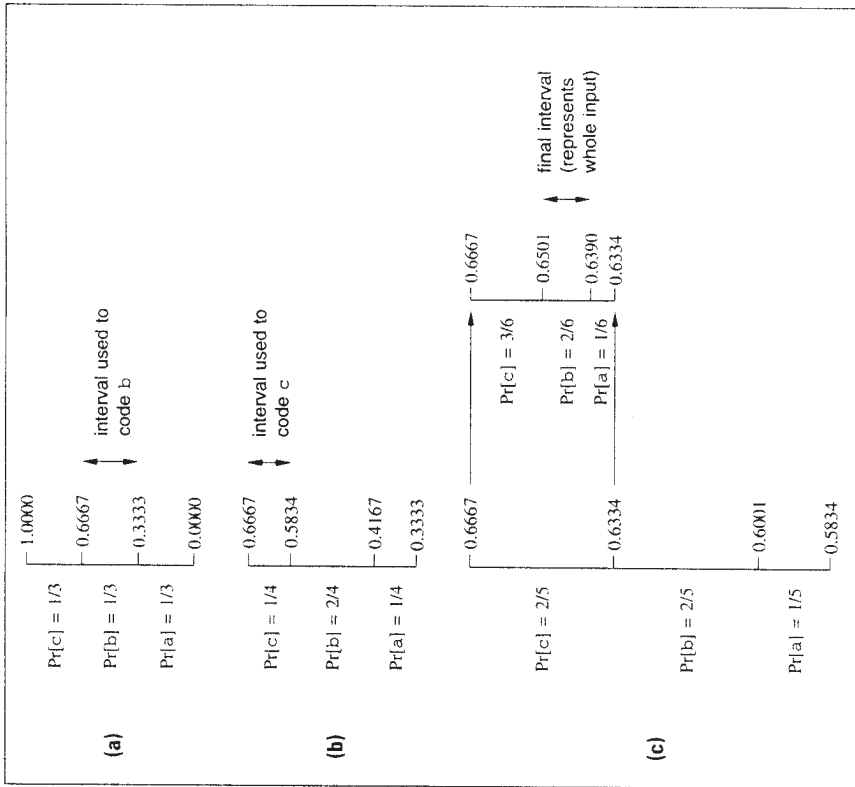 (a)
Pr[c] = 1/3
Pr[b] = 1/3
Pr[a] = 1/3
1.0000
0.6667
0.3333
0.0000
interval used to
code b
(b)
Pr[c] = 1/4
Pr[b] = 2/4
Pr[a] = 1/4
0.6667
0.5834
0.4167
0.3333
interval used to
code c
(c)
Pr[c] = 2/5
Pr[b] = 2/5
Pr[a] = 1/5
0.6667
0.6334
0.6001
0.5834
Pr[c] = 3/6
Pr[b] = 2/6
Pr[a] = 1/6
0.6667
0.6501
0.6390
0.6334
final interval
(represents
whole input)